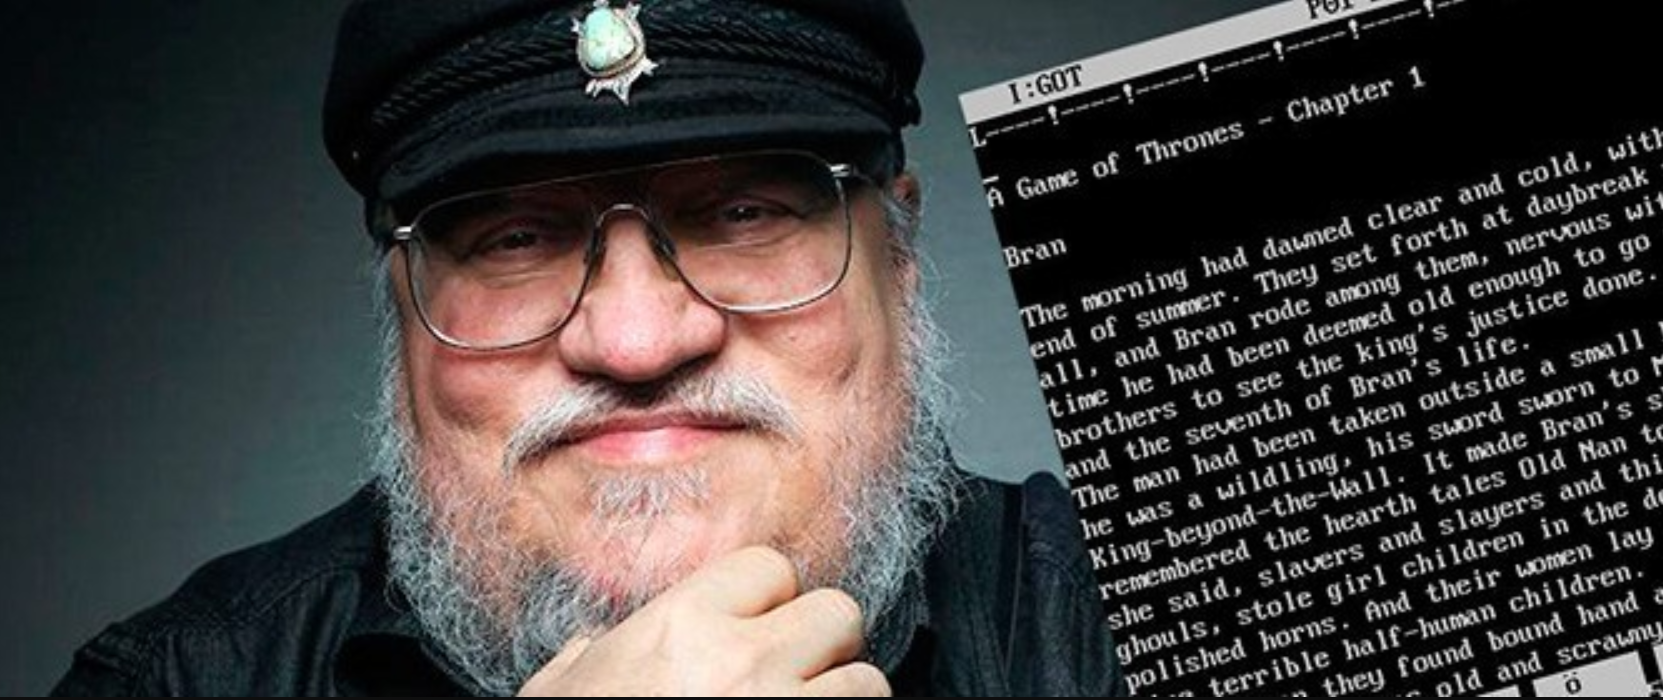 I:GOT
L----!----!----!----!----!----
A Game of Thrones - Chapter 1
Bran
The morning had dawned clear and cold, with
end of summer. They set forth at daybreak
all, and Bran rode among them, nervous wit
time he had been deemed old enough to go
brothers to see the king's justice done.
and the seventh of Bran's life.
The man had been taken outside a small
he was a wildling, his sword sworn to M
King-beyond-the-Wall. It made Bran's s
remembered the hearth tales Old Nan to
she said, slavers and slayers and thi
ghouls, stole girl children in the d
polished horns. And their women lay
terrible half-human children.
they found bound hand a
old and scrawny